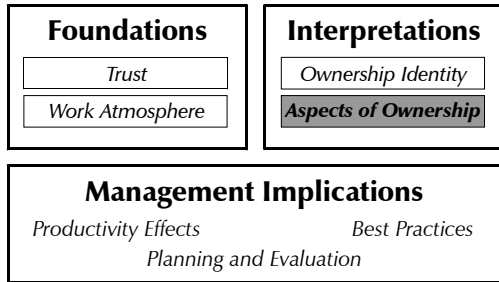 Foundations
Trust
Work Atmosphere
Interpretations
Ownership Identity
Aspects of Ownership
Management Implications
Productivity Effects
Best Practices
Planning and Evaluation